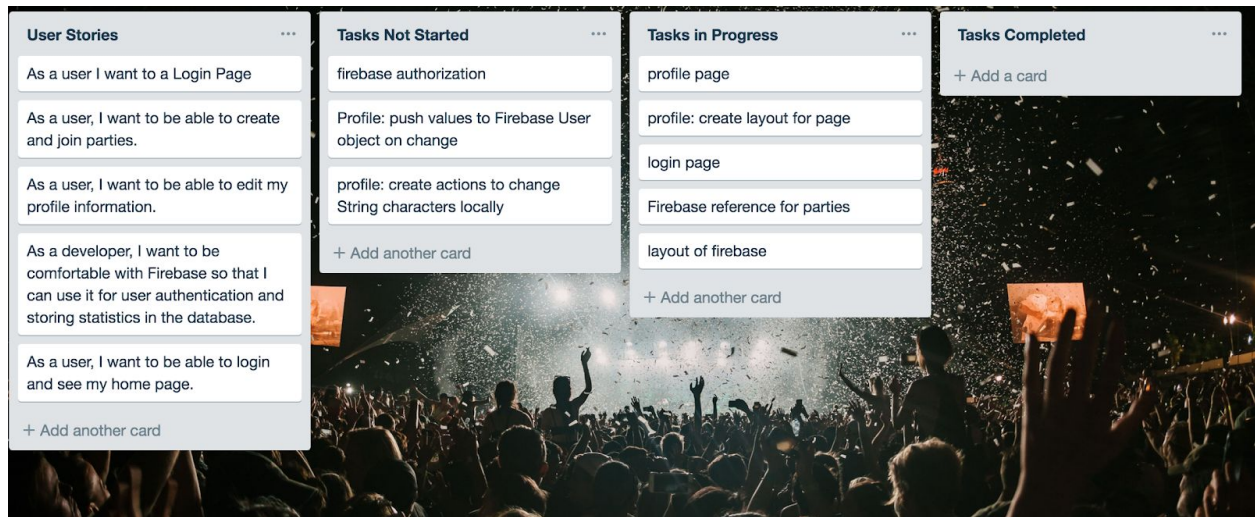 User Stories
As a user I want to a Login Page
As a user, I want to be able to create
and join parties.
As a user, I want to be able to edit my
profile information.
As a developer, I want to be
comfortable with Firebase so that I
can use it for user authentication and
storing statistics in the database.
As a user, I want to be able to login
and see my home page.
+ Add another card
Tasks Not Started
firebase authorization
Profile: push values to Firebase User
object on change
profile: create actions to change
String characters locally
+ Add another card
Tasks in Progress
profile page
profile: create layout for page
login page
Firebase reference for parties
layout of firebase
+ Add another card
Tasks Completed
+ Add a card